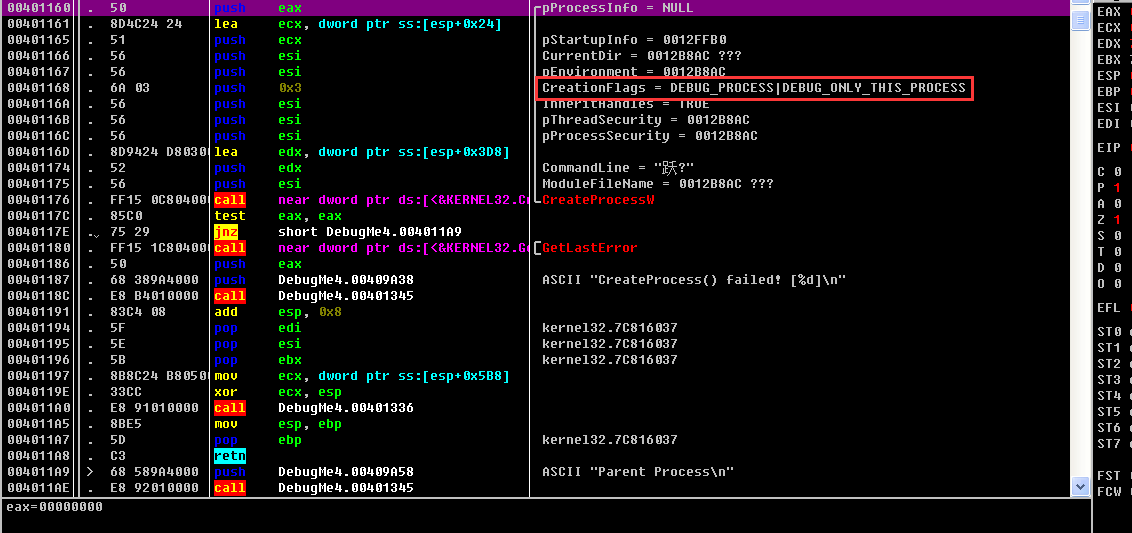 00401160 . 50 push eax pProcessInfo = NULL EAX
00401161 . 8D4C24 24 lea ecx, dword ptr ss:[esp+0x24] ECX
00401165 . 51 push ecx pStartupInfo = 0012FFB0 EDX
00401166 . 56 push esi CurrentDir = 0012B8AC ??? EBX
00401167 . 56 push esi pEnvironment = 0012B8AC ESP
00401168 . 6A 03 push 0x3 CreationFlags = DEBUG_PROCESS|DEBUG_ONLY_THIS_PROCESS EBP
0040116A . 56 push esi InheritHandles = TRUE ESI
0040116B . 56 push esi pThreadSecurity = 0012B8AC EDI
0040116C . 56 push esi pProcessSecurity = 0012B8AC
0040116D . 8D9424 D80300 lea edx, dword ptr ss:[esp+0x3D8] EIP
00401174 . 52 push edx CommandLine = "跃?" C 0
00401175 . 56 push esi ModuleFileName = 0012B8AC ??? P 1
00401176 . FF15 0C804000 call near dword ptr ds:[<&KERNEL32.Cr CreateProcessW A 0
0040117C . 85C0 test eax, eax Z 1
0040117E . 75 29 jnz short DebugMe4.004011A9 S 0
00401180 . FF15 1C804000 call near dword ptr ds:[<&KERNEL32.Ge GetLastError T 0
00401186 . 50 push eax D 0
00401187 . 68 389A4000 push DebugMe4.00409A38 ASCII "CreateProcess() failed! [%d]\n" O 0
0040118C . E8 B4010000 call DebugMe4.00401345
00401191 . 83C4 08 add esp, 0x8 EFL
00401194 . 5F pop edi kernel32.7C816037 ST0
00401195 . 5E pop esi kernel32.7C816037 ST1
00401196 . 5B pop ebx kernel32.7C816037 ST2
00401197 . 8B8C24 B80500 mov ecx, dword ptr ss:[esp+0x5B8] ST3
0040119E . 33CC xor ecx, esp ST4
004011A0 . E8 91010000 call DebugMe4.00401336 ST5
004011A5 . 8BE5 mov esp, ebp ST6
004011A7 . 5D pop ebp kernel32.7C816037 ST7
004011A8 . C3 retn
004011A9 > 68 589A4000 push DebugMe4.00409A58 ASCII "Parent Process\n" FST
004011AE . E8 92010000 call DebugMe4.00401345 FCW
eax=00000000